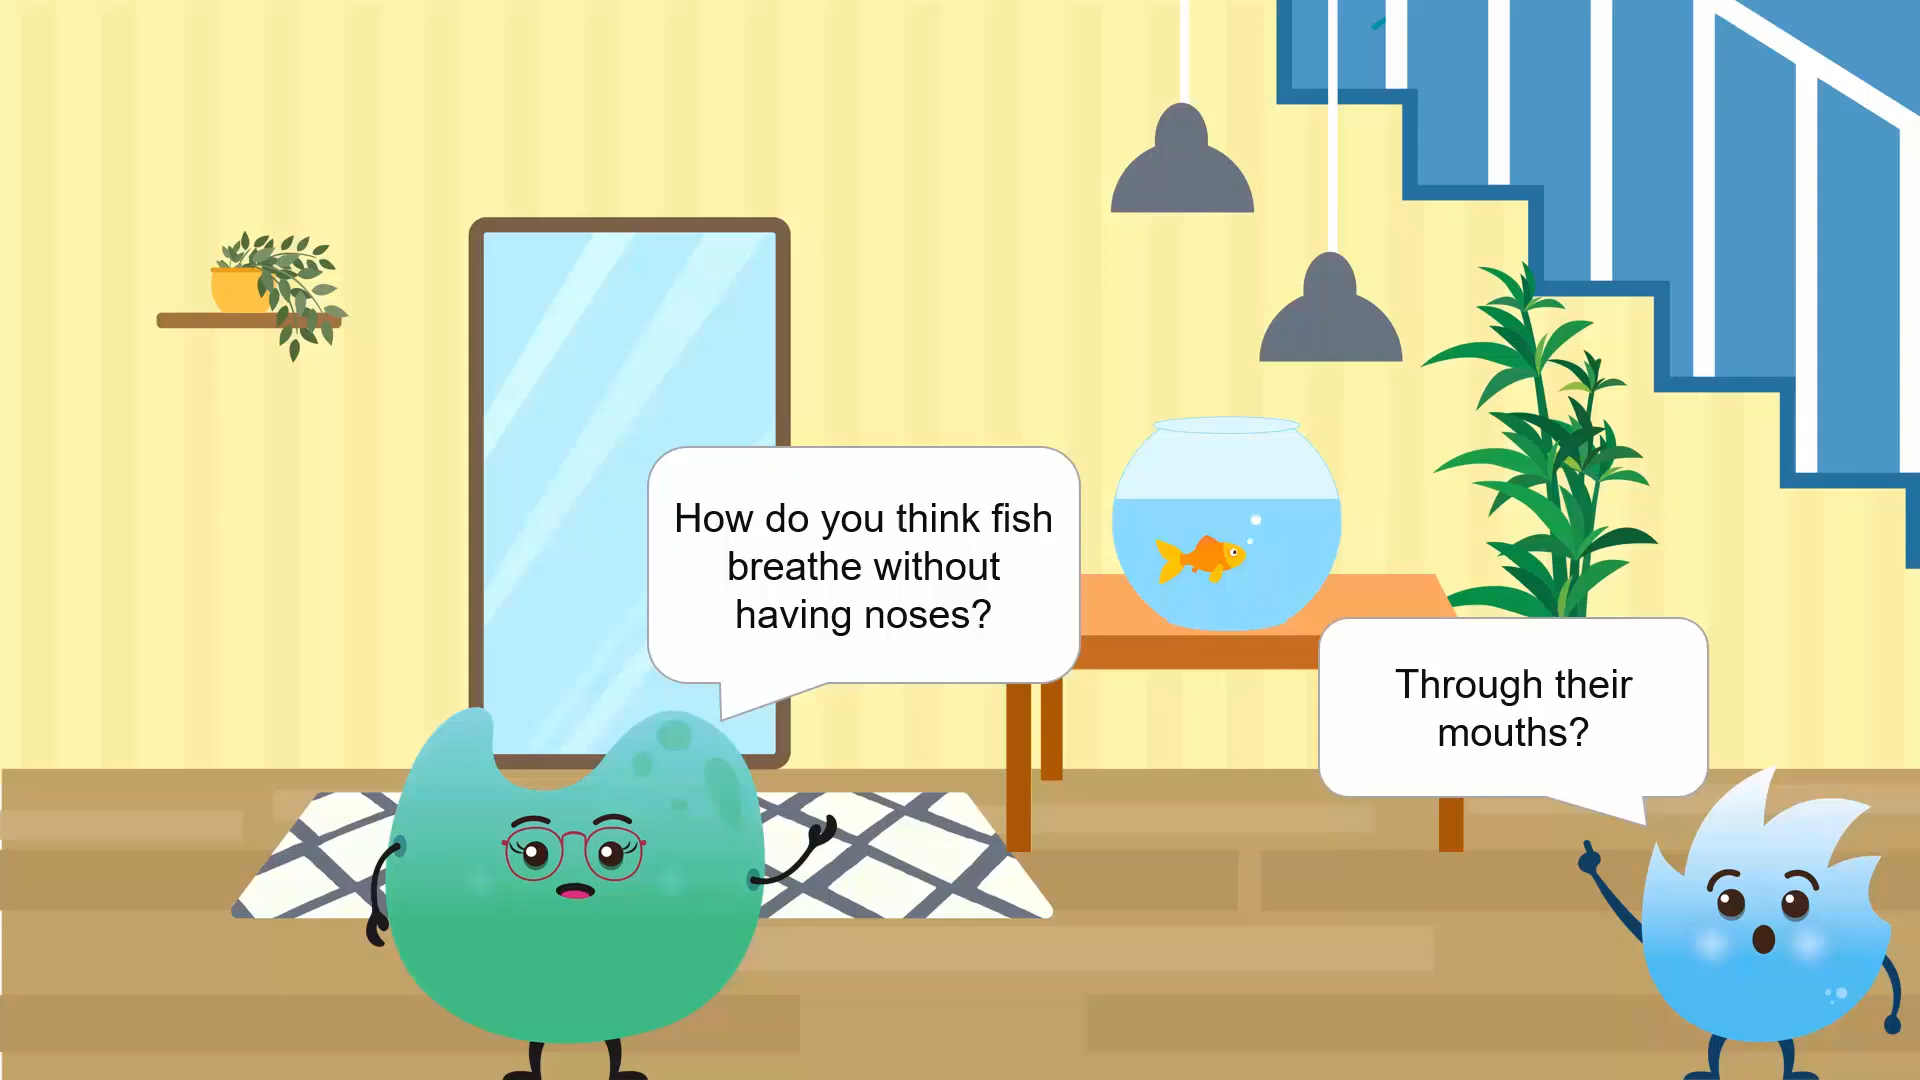 How do you think fish
breathe without
having noses?
Through their
mouths?